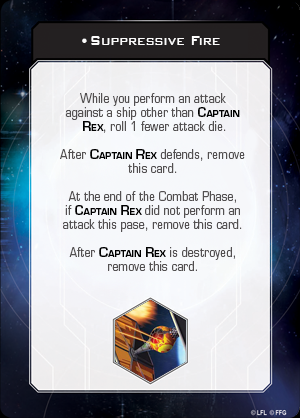 • Suppressive Fire
While you perform an attack
against a ship other than Captain
Rex, roll 1 fewer attack die.
After Captain Rex defends, remove
this card.
At the end of the Combat Phase,
if Captain Rex did not perform an
attack this pase, remove this card.
After Captain Rex is destroyed,
remove this card.
©LFL ©FFG